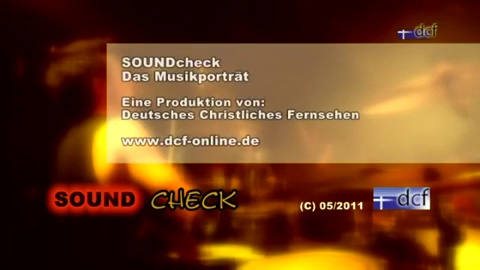 dcf
SOUNDcheck
Das Musikporträt
Eine Produktion von:
Deutsches Christliches Fernsehen
www.dcf-online.de
SOUND CHECK
(C) 05/2011
dcf